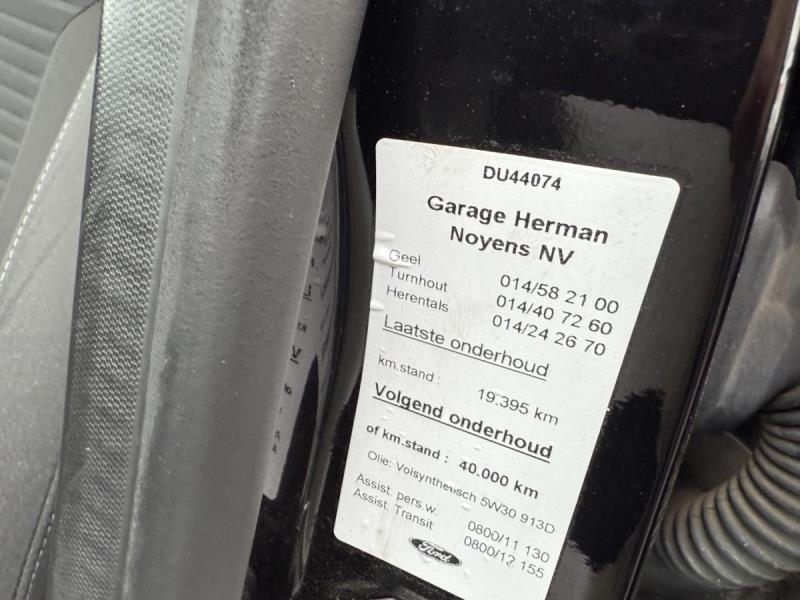 DU44074
Garage Herman
Noyens NV
Geel 014/58 21 00
Turnhout 014/40 72 60
Herentals 014/24 26 70
Laatste onderhoud
km.stand : 19.395 km
Volgend onderhoud
of km.stand : 40.000 km
Olie: Volsynthetisch 5W30 913D
Assist. pers.w. 0800/11 130
Assist. Transit 0800/12 155
Ford